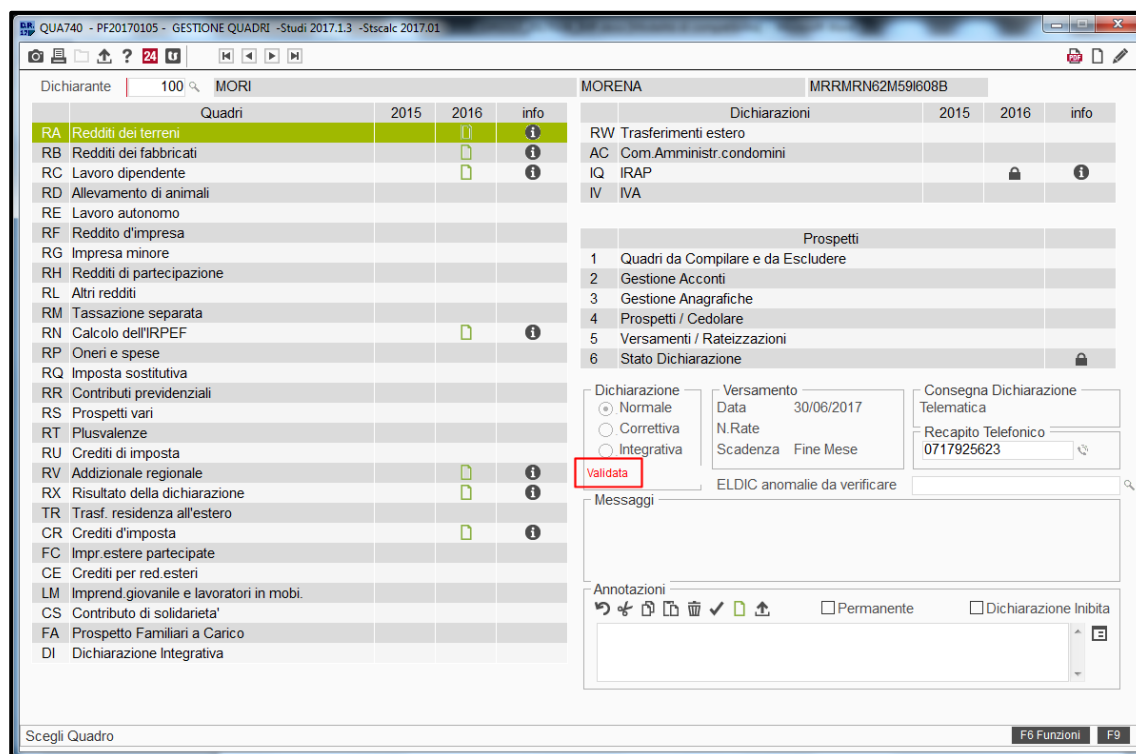 QUA740 - PF20170105 - GESTIONE QUADRI -Studi 2017.1.3 -Stscalc 2017.01
? 24
Dichiarante 100 MORI MORENA MRRMRN62M59I608B
Quadri 2015 2016 info
RA Redditi dei terreni
RB Redditi dei fabbricati
RC Lavoro dipendente
RD Allevamento di animali
RE Lavoro autonomo
RF Reddito d'impresa
RG Impresa minore
RH Redditi di partecipazione
RL Altri redditi
RM Tassazione separata
RN Calcolo dell'IRPEF
RP Oneri e spese
RQ Imposta sostitutiva
RR Contributi previdenziali
RS Prospetti vari
RT Plusvalenze
RU Crediti di imposta
RV Addizionale regionale
RX Risultato della dichiarazione
TR Trasf. residenza all'estero
CR Crediti d'imposta
FC Impr.estere partecipate
CE Crediti per red.esteri
LM Imprend.giovanile e lavoratori in mobi.
CS Contributo di solidarieta'
FA Prospetto Familiari a Carico
DI Dichiarazione Integrativa
Dichiarazioni 2015 2016 info
RW Trasferimenti estero
AC Com.Amministr.condomini
IQ IRAP
IV IVA
Prospetti
1 Quadri da Compilare e da Escludere
2 Gestione Acconti
3 Gestione Anagrafiche
4 Prospetti / Cedolare
5 Versamenti / Rateizzazioni
6 Stato Dichiarazione
Dichiarazione
Normale
Correttiva
Integrativa
Validata
Versamento
Data 30/06/2017
N.Rate
Scadenza Fine Mese
Consegna Dichiarazione
Telematica
Recapito Telefonico
0717925623
ELDIC anomalie da verificare
Messaggi
Annotazioni
Permanente
Dichiarazione Inibita
Scegli Quadro
F6 Funzioni
F9